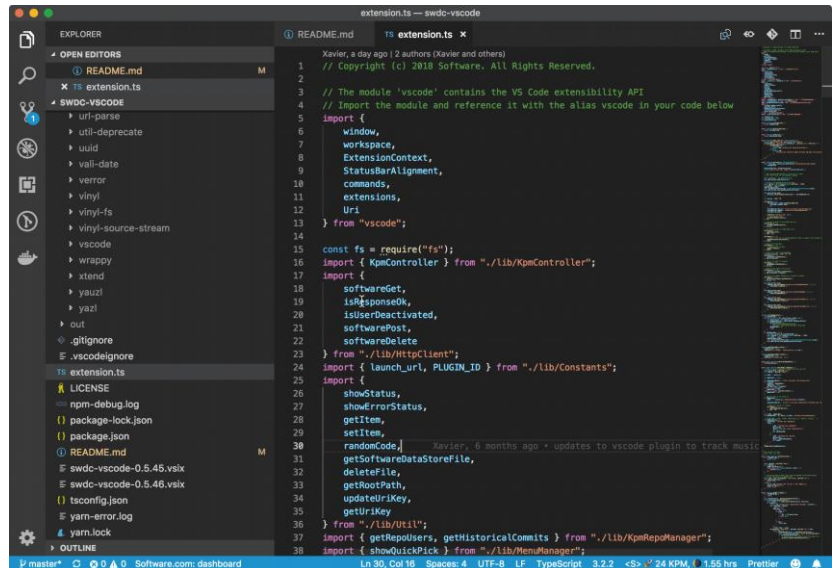 extension.ts — swdc-vscode
EXPLORER
OPEN EDITORS
README.md M
TS extension.ts
SWDC-VSCODE
url-parse
util-deprecate
uuid
vali-date
verror
vinyl
vinyl-fs
vinyl-source-stream
vscode
wrappy
xtend
yauzl
yazl
out
.gitignore
.vscodeignore
TS extension.ts
LICENSE
npm-debug.log
{} package-lock.json
{} package.json
README.md M
swdc-vscode-0.5.45.vsix
swdc-vscode-0.5.46.vsix
{} tsconfig.json
yarn-error.log
yarn.lock
OUTLINE
1
README.md TS extension.ts ×
Xavier, a day ago | 2 authors (Xavier and others)
1 // Copyright (c) 2018 Software. All Rights Reserved.
2
3 // The module 'vscode' contains the VS Code extensibility API
4 // Import the module and reference it with the alias vscode in your code below
5 import {
6 window,
7 workspace,
8 ExtensionContext,
9 StatusBarAlignment,
10 commands,
11 extensions,
12 Uri
13 } from "vscode";
14
15 const fs = require("fs");
16 import { KpmController } from "./lib/KpmController";
17 import {
18 softwareGet,
19 isResponseOk,
20 isUserDeactivated,
21 softwarePost,
22 softwareDelete
23 } from "./lib/HttpClient";
24 import { launch_url, PLUGIN_ID } from "./lib/Constants";
25 import {
26 showStatus,
27 showErrorStatus,
28 getItem,
29 setItem,
30 randomCode, Xavier, 6 months ago • updates to vscode plugin to track music
31 getSoftwareDataStoreFile,
32 deleteFile,
33 getRootPath,
34 updateUriKey,
35 getUriKey
36 } from "./lib/Util";
37 import { getRepoUsers, getHistoricalCommits } from "./lib/KpmRepoManager";
38 import { showQuickPick } from "./lib/MenuManager";
master* 0 0 Software.com: dashboard Ln 30, Col 16 Spaces: 4 UTF-8 LF TypeScript 3.2.2 <S> 24 KPM, 1.55 hrs Prettier